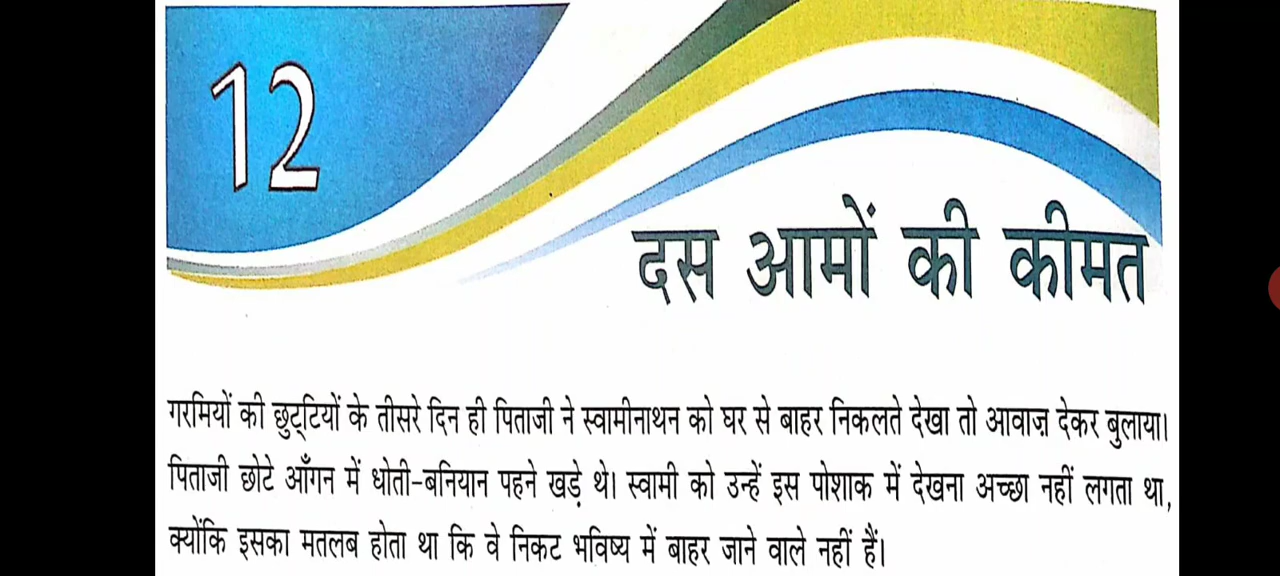 12
दस आमों की कीमत
गरमियों की छुट्टियों के तीसरे दिन ही पिताजी ने स्वामीनाथन को घर से बाहर निकलते देखा तो आवाज़ देकर बुलाया।
पिताजी छोटे आँगन में धोती-बनियान पहने खड़े थे। स्वामी को उन्हें इस पोशाक में देखना अच्छा नहीं लगता था,
क्योंकि इसका मतलब होता था कि वे निकट भविष्य में बाहर जाने वाले नहीं हैं।